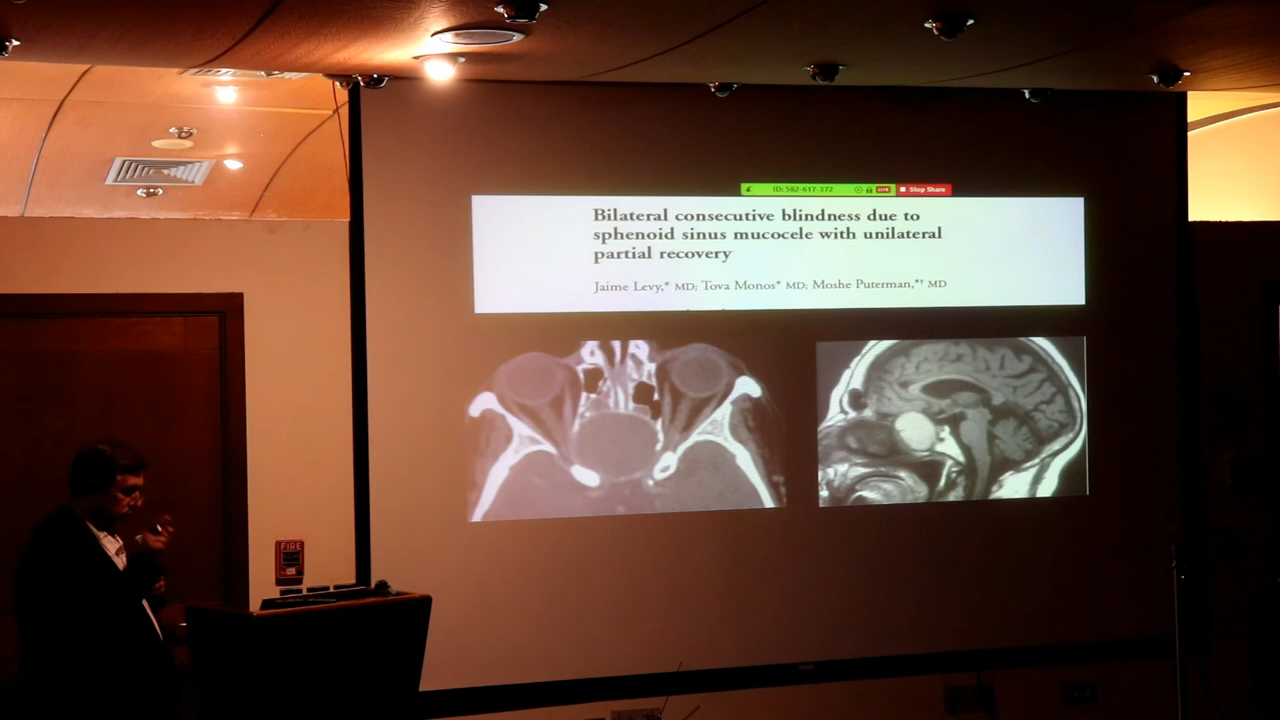 ID: 582-617-372 LIVE Stop Share
Bilateral consecutive blindness due to
sphenoid sinus mucocele with unilateral
partial recovery
Jaime Levy,* MD; Tova Monos* MD; Moshe Puterman,*† MD
FIRE